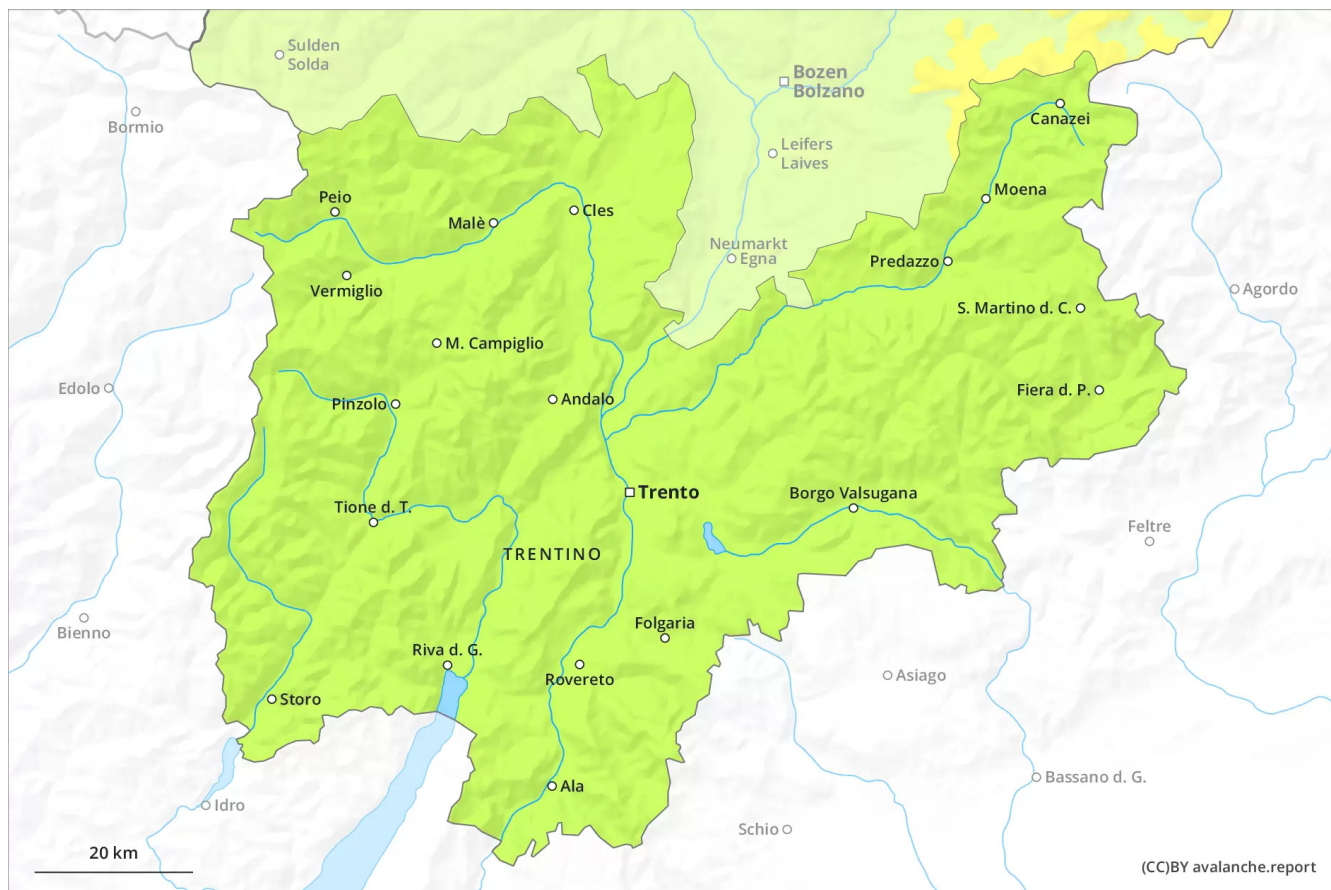 Sulden
Solda
Bozen
Bolzano
Bormio
Canazei
Leifers
Laives
Peio
Moena
Malè
Cles
Neumarkt
Egna
Predazzo
Vermiglio
Agordo
S. Martino d. C.
M. Campiglio
Edolo
Fiera d. P.
Andalo
Pinzolo
Trento
Borgo Valsugana
Tione d. T.
Feltre
TRENTINO
Bienno
Folgaria
Riva d. G.
Asiago
Rovereto
Storo
Bassano d. G.
Ala
Idro
Schio
20 km
(CC)BY avalanche.report